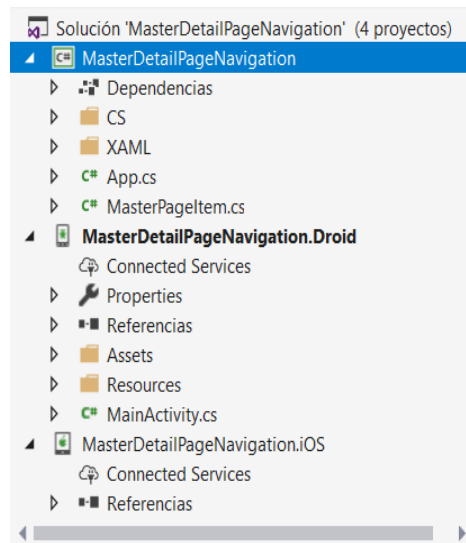 Solución 'MasterDetailPageNavigation' (4 proyectos)
C# MasterDetailPageNavigation
Dependencias
CS
XAML
C# App.cs
C# MasterPageItem.cs
MasterDetailPageNavigation.Droid
Connected Services
Properties
Referencias
Assets
Resources
C# MainActivity.cs
MasterDetailPageNavigation.iOS
Connected Services
Referencias